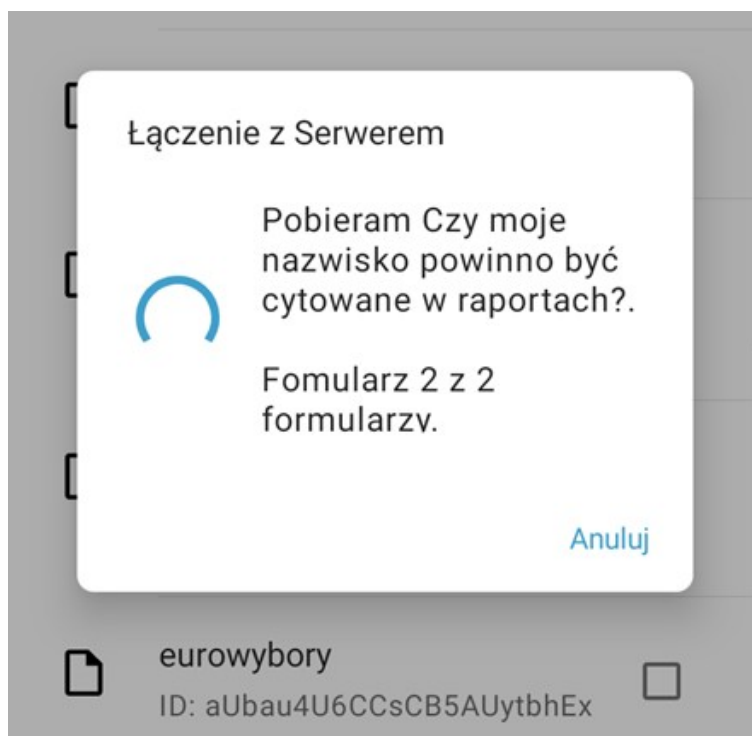 Łączenie z Serwerem
Pobieram Czy moje
nazwisko powinno być
cytowane w raportach?.
Fomularz 2 z 2
formularzy.
Anuluj
eurowybory
ID: aUbau4U6CCsCB5AUytbhEx